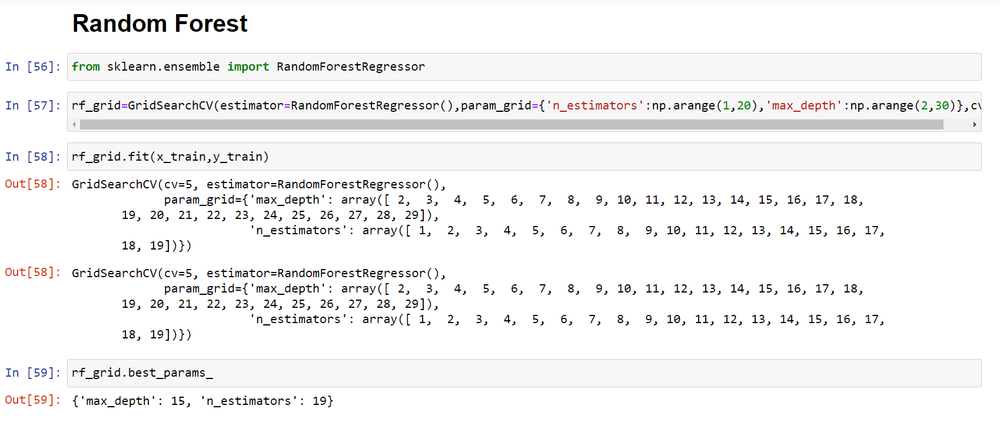 Random Forest
In [56]: from sklearn.ensemble import RandomForestRegressor
In [57]: rf_grid=GridSearchCV(estimator=RandomForestRegressor(),param_grid={'n_estimators':np.arange(1,20),'max_depth':np.arange(2,30)},cv
In [58]: rf_grid.fit(x_train,y_train)
Out[58]: GridSearchCV(cv=5, estimator=RandomForestRegressor(),
param_grid={'max_depth': array([ 2,  3,  4,  5,  6,  7,  8,  9, 10, 11, 12, 13, 14, 15, 16, 17, 18,
19, 20, 21, 22, 23, 24, 25, 26, 27, 28, 29]),
'n_estimators': array([ 1,  2,  3,  4,  5,  6,  7,  8,  9, 10, 11, 12, 13, 14, 15, 16, 17,
18, 19])})
Out[58]: GridSearchCV(cv=5, estimator=RandomForestRegressor(),
param_grid={'max_depth': array([ 2,  3,  4,  5,  6,  7,  8,  9, 10, 11, 12, 13, 14, 15, 16, 17, 18,
19, 20, 21, 22, 23, 24, 25, 26, 27, 28, 29]),
'n_estimators': array([ 1,  2,  3,  4,  5,  6,  7,  8,  9, 10, 11, 12, 13, 14, 15, 16, 17,
18, 19])})
In [59]: rf_grid.best_params_
Out[59]: {'max_depth': 15, 'n_estimators': 19}